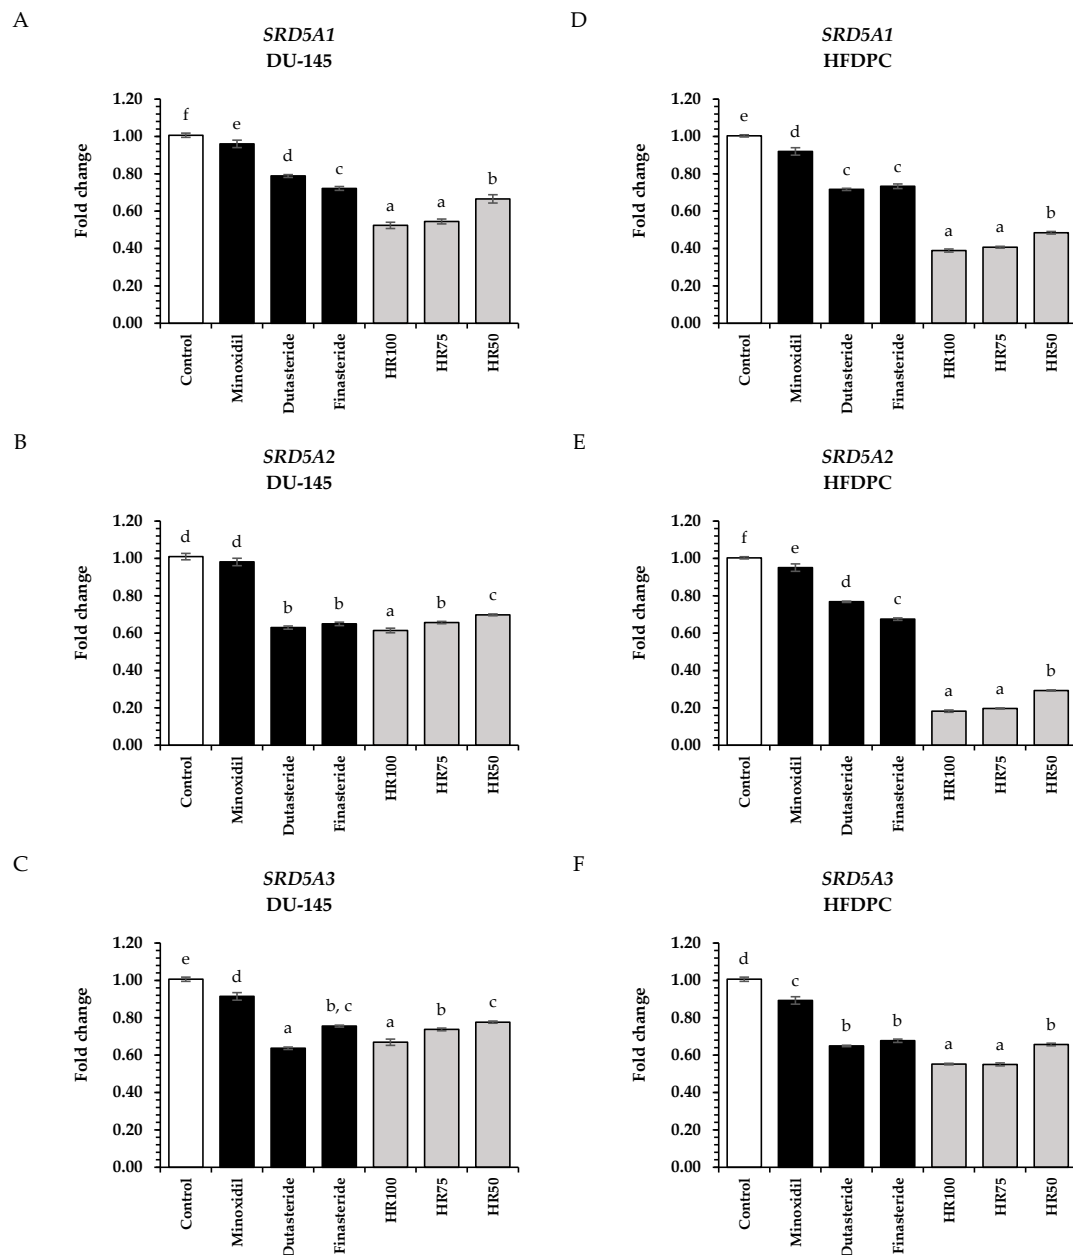 A
SRD5A1
DU-145
Fold change
1.20
1.00
0.80
0.60
0.40
0.20
0.00
f
e
d
c
a
a
b
Control
Minoxidil
Dutasteride
Finasteride
HR100
HR75
HR50
D
SRD5A1
HFDPC
Fold change
1.20
1.00
0.80
0.60
0.40
0.20
0.00
e
d
c
c
a
a
b
Control
Minoxidil
Dutasteride
Finasteride
HR100
HR75
HR50
B
SRD5A2
DU-145
Fold change
1.20
1.00
0.80
0.60
0.40
0.20
0.00
d
d
b
b
a
b
c
Control
Minoxidil
Dutasteride
Finasteride
HR100
HR75
HR50
E
SRD5A2
HFDPC
Fold change
1.20
1.00
0.80
0.60
0.40
0.20
0.00
f
e
d
c
a
a
b
Control
Minoxidil
Dutasteride
Finasteride
HR100
HR75
HR50
C
SRD5A3
DU-145
Fold change
1.20
1.00
0.80
0.60
0.40
0.20
0.00
e
d
a
b, c
a
b
c
Control
Minoxidil
Dutasteride
Finasteride
HR100
HR75
HR50
F
SRD5A3
HFDPC
Fold change
1.20
1.00
0.80
0.60
0.40
0.20
0.00
d
c
b
b
a
a
b
Control
Minoxidil
Dutasteride
Finasteride
HR100
HR75
HR50